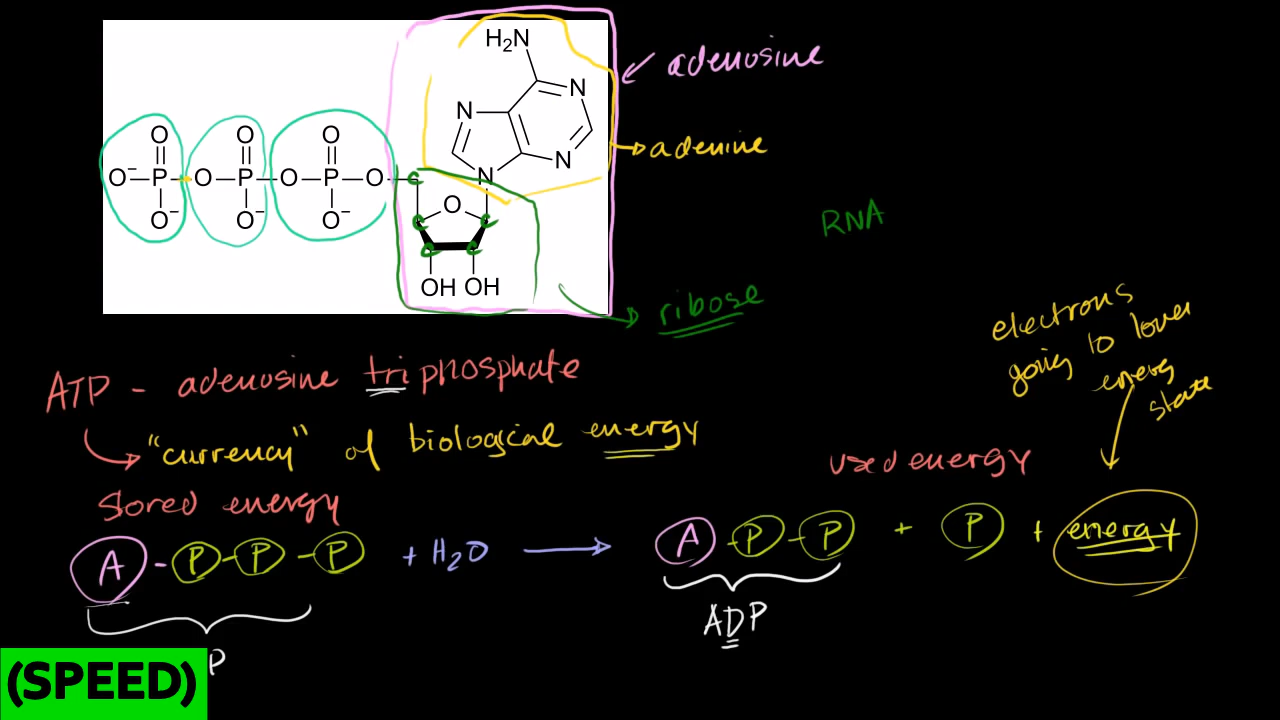 H₂N
adenosine
N
N
adenine
N
N
O O O
O⁻ P O P O P O
O⁻ O⁻ O⁻
O
OH OH
RNA
ribose
electrons
going to lower
energy
state
ATP - adenosine triphosphate
"currency" of biological energy
stored energy
used energy
A - P - P - P + H₂O → A - P - P + P + energy
ADP
P
(SPEED)